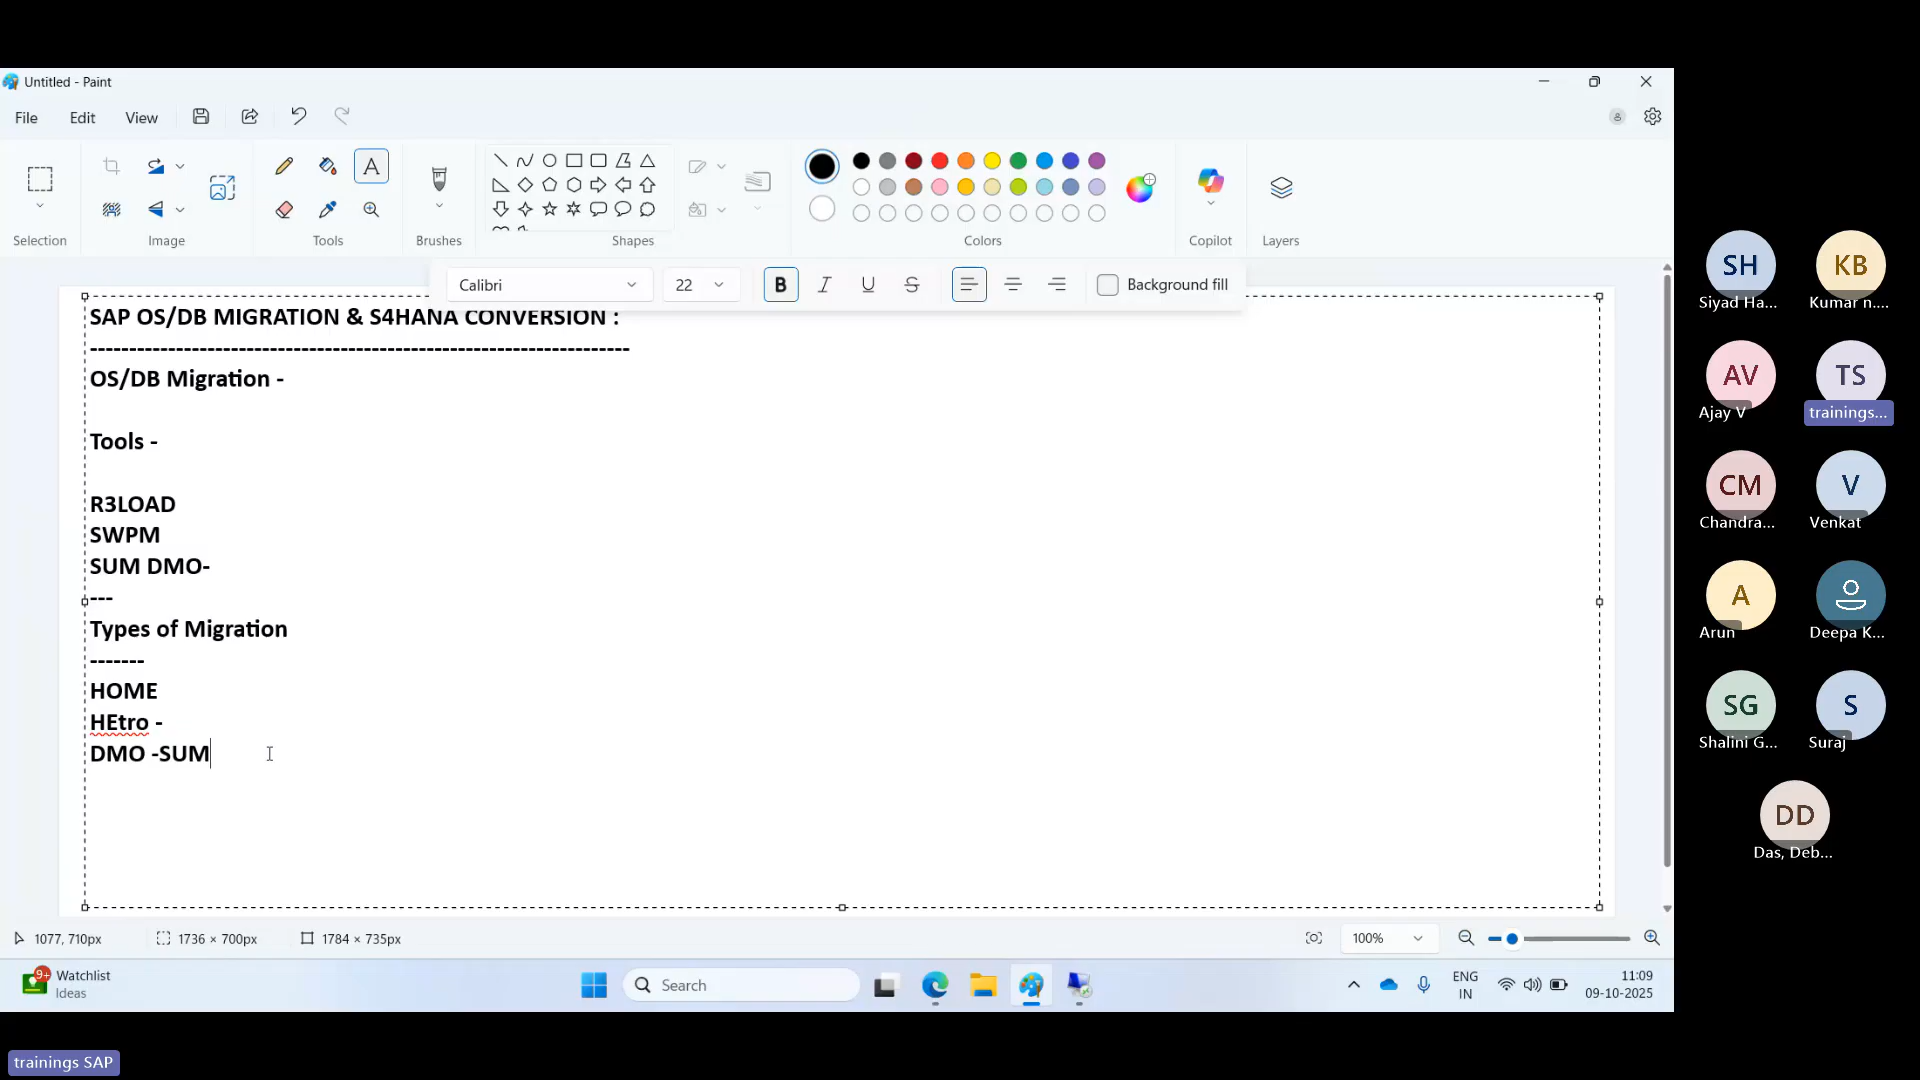 Untitled - Paint
File Edit View
Selection Image Tools Brushes Shapes Colors Copilot Layers
Calibri 22 B I U S Background fill
SAP OS/DB MIGRATION & S4HANA CONVERSION :
---------------------------------------------------------------------
OS/DB Migration -
Tools -
R3LOAD
SWPM
SUM DMO-
---
Types of Migration
-------
HOME
HEtro -
DMO -SUM
1077, 710px 1736 × 700px 1784 × 735px 100%
9+ Watchlist
Ideas
Search
ENG
IN
11:09
09-10-2025
SH KB
Siyad Ha... Kumar n....
AV TS
Ajay V trainings...
CM V
Chandra... Venkat
A
Arun Deepa K...
SG S
Shalini G... Suraj
DD
Das, Deb...
trainings SAP